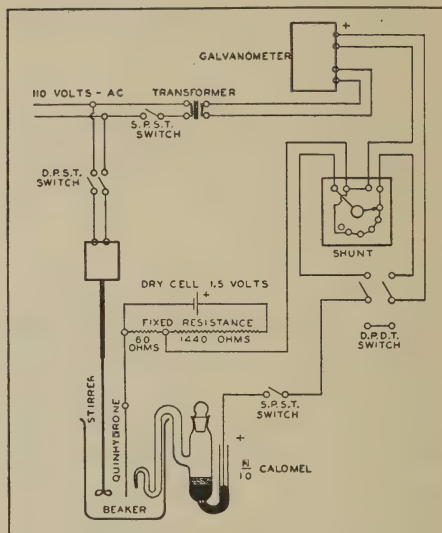 +
GALVANOMETER
110 VOLTS - AC
TRANSFORMER
S.P.S.T.
SWITCH
D.P.S.T.
SWITCH
SHUNT
DRY CELL 1.5 VOLTS
+
FIXED RESISTANCE
60
OHMS
1440 OHMS
D.P.D.T.
SWITCH
S.P.S.T.
SWITCH
STIRRER
QUINHYDRONE
+
N
10
CALOMEL
BEAKER